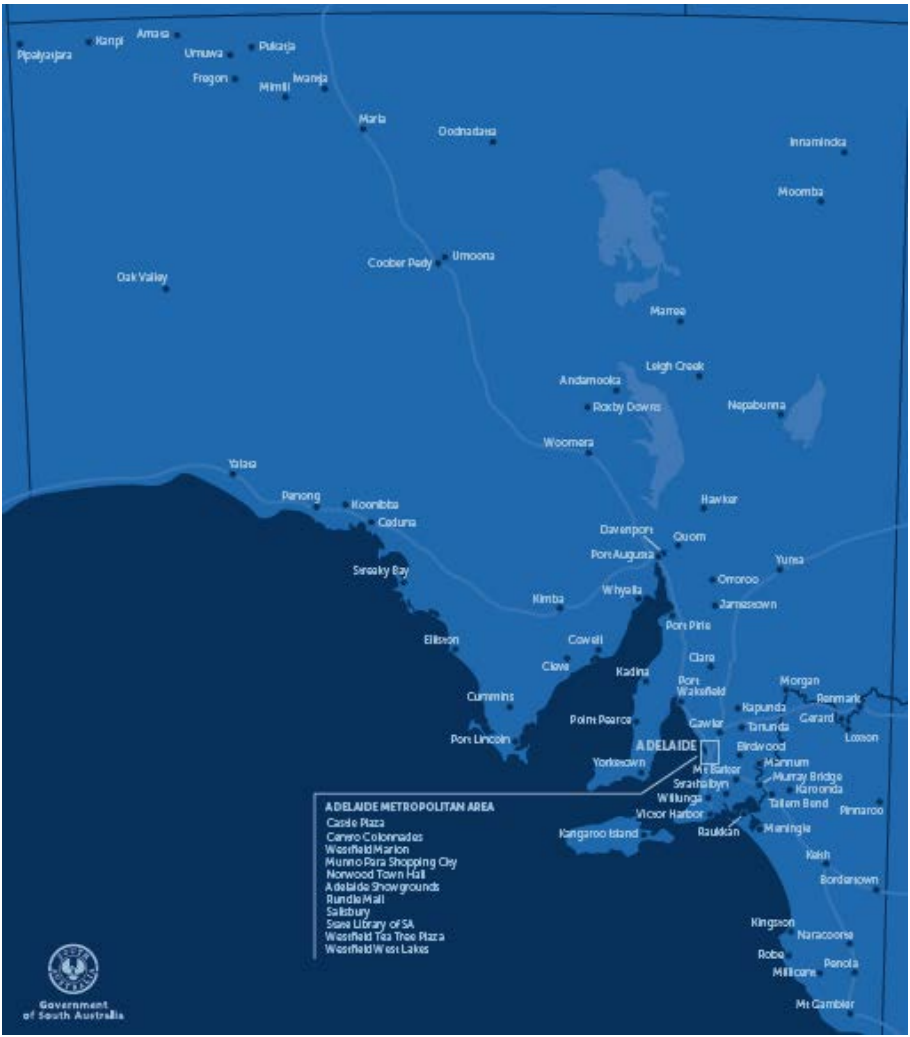 Amata
Kanpi
Pukatja
Pipalyatjara
Umuwa
Fregon
Mimili
Iwantja
Marla
Oodnadatta
Innamincka
Moomba
Umoona
Coober Pedy
Oak Valley
Marree
Leigh Creek
Andamooka
Roxby Downs
Nepabunna
Woomera
Yalata
Penong
Koonibba
Hawker
Ceduna
Davenport
Quorn
Port Augusta
Yunta
Streaky Bay
Orroroo
Whyalla
Kimba
Jamestown
Port Pirie
Elliston
Cowell
Cleve
Clare
Kadina
Port
Wakefield
Morgan
Cummins
Renmark
Kapunda
Gerard
Point Pearce
Gawler
Tanunda
Loxton
Port Lincoln
ADELAIDE
Birdwood
Yorketown
Mt Barker
Mannum
Murray Bridge
Strathalbyn
Karoonda
Willunga
Tailem Bend
Pinnaroo
Victor Harbor
Kangaroo Island
Raukkan
Meningie
Keith
Bordertown
Kingston
Naracoorte
Robe
Penola
Millicent
Mt Gambier
ADELAIDE METROPOLITAN AREA
Castle Plaza
Centro Colonnades
Westfield Marion
Munno Para Shopping City
Norwood Town Hall
Adelaide Showgrounds
Rundle Mall
Salisbury
State Library of SA
Westfield Tea Tree Plaza
Westfield West Lakes
SOUTH
AUSTRALIA
Government
of South Australia